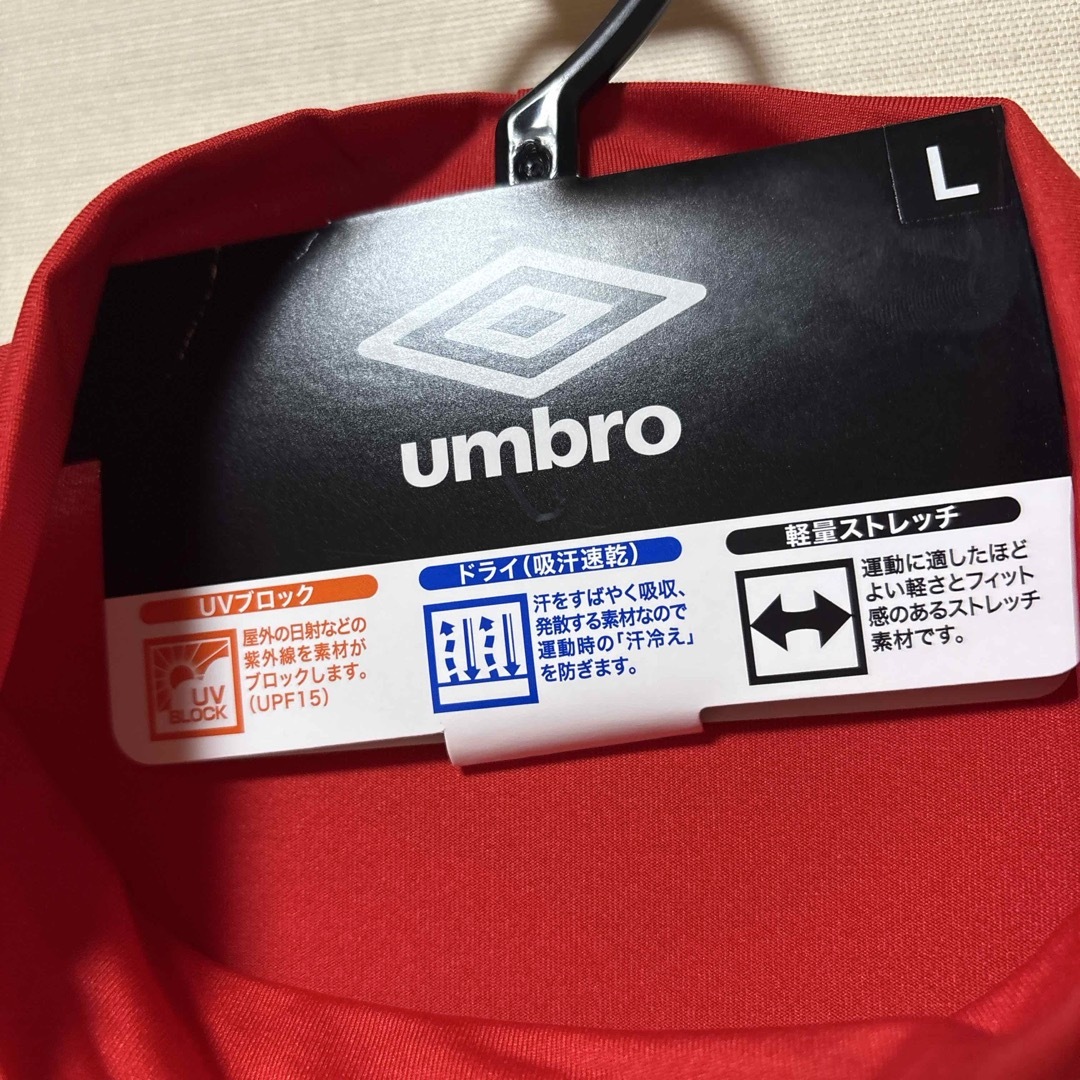 L
umbro
UVブロック
屋外の日射などの
紫外線を素材が
ブロックします。
(UPF15)
UV
BLOCK
ドライ(吸汗速乾)
汗をすばやく吸収、
発散する素材なので
運動時の「汗冷え」
を防ぎます。
軽量ストレッチ
運動に適したほど
よい軽さとフィット
感のあるストレッチ
素材です。